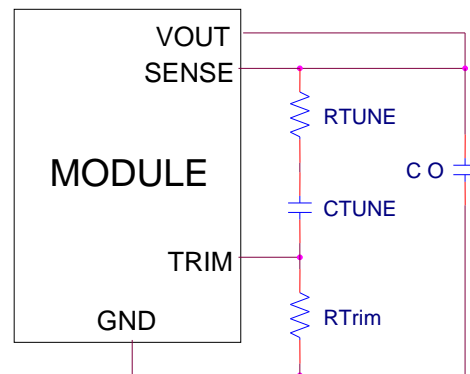 VOUT
SENSE
RTUNE
MODULE
C O
CTUNE
TRIM
GND
RTrim